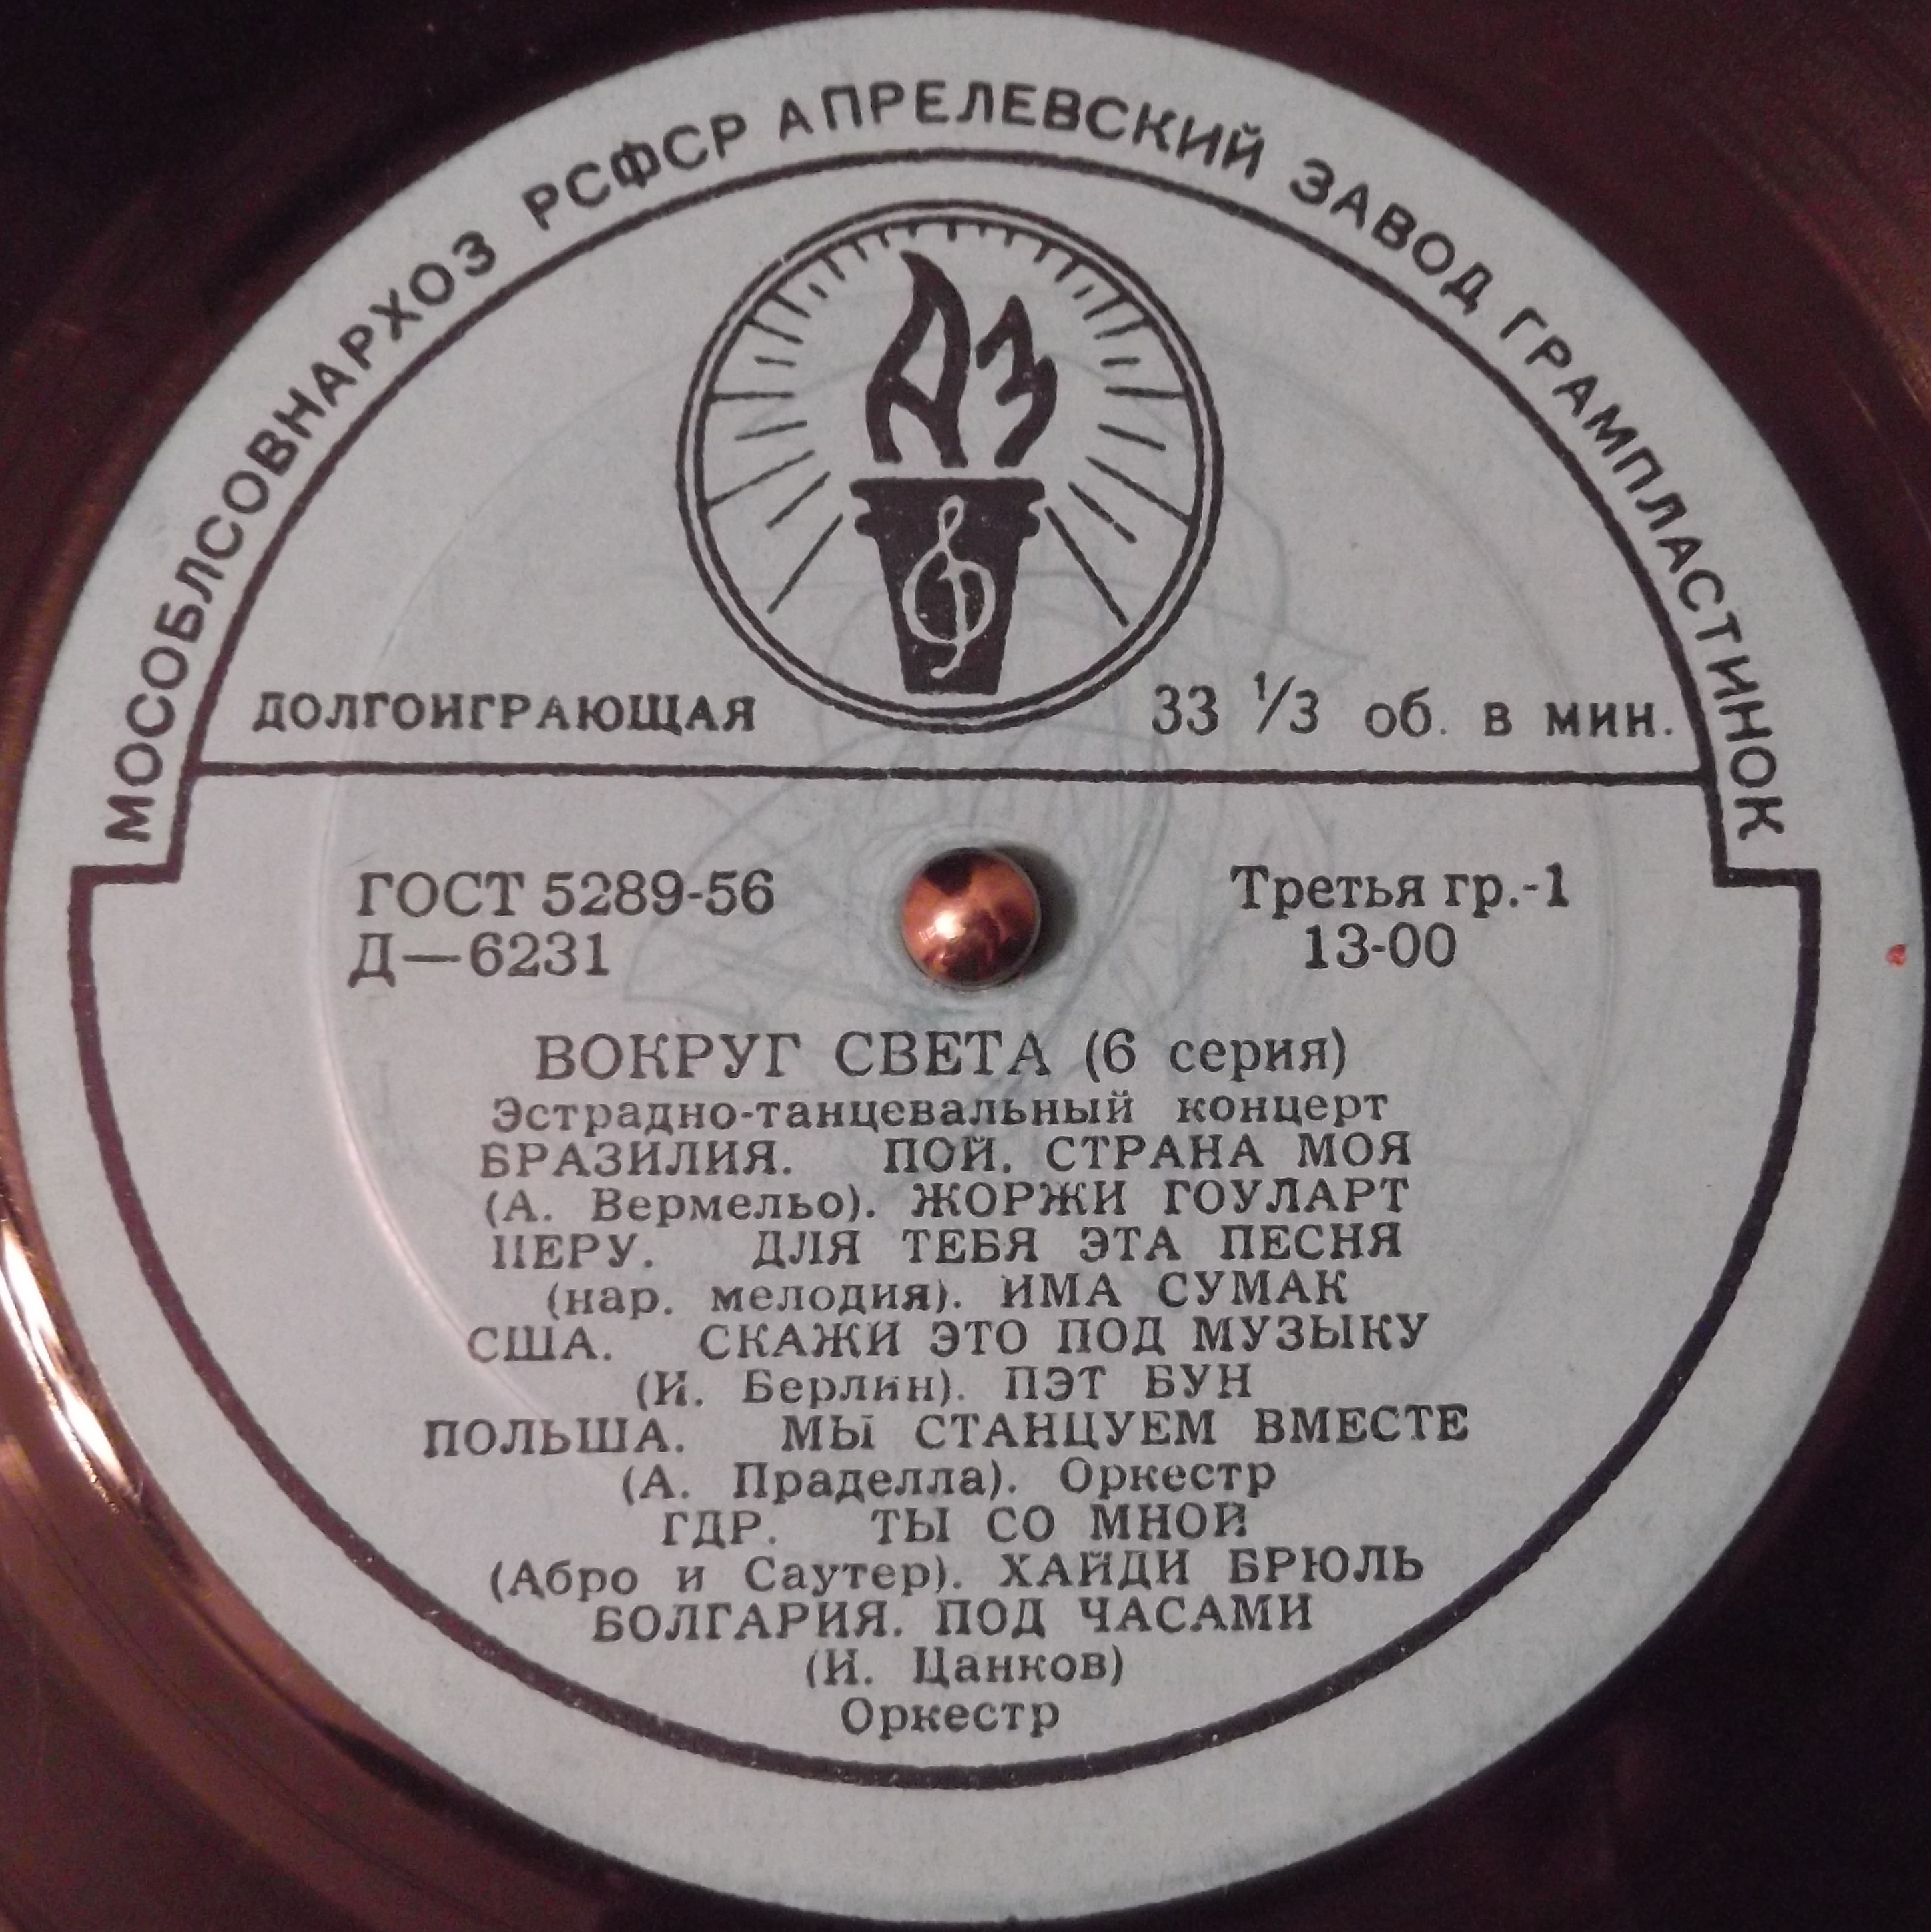 МОСОБЛСОВНАРХОЗ РСФСР АПРЕЛЕВСКИЙ ЗАВОД ГРАМПЛАСТИНОК
АЗ
ДОЛГОИГРАЮЩАЯ 33 1/3 об. в мин.
ГОСТ 5289-56 Третья гр.-1
Д—6231 13-00
ВОКРУГ СВЕТА (6 серия)
Эстрадно-танцевальный концерт
БРАЗИЛИЯ. ПОЙ. СТРАНА МОЯ
(А. Вермельо). ЖОРЖИ ГОУЛАРТ
ПЕРУ. ДЛЯ ТЕБЯ ЭТА ПЕСНЯ
(нар. мелодия). ИМА СУМАК
США. СКАЖИ ЭТО ПОД МУЗЫКУ
(И. Берлин). ПЭТ БУН
ПОЛЬША. МЫ СТАНЦУЕМ ВМЕСТЕ
(А. Праделла). Оркестр
ГДР. ТЫ СО МНОЙ
(Абро и Саутер). ХАЙДИ БРЮЛЬ
БОЛГАРИЯ. ПОД ЧАСАМИ
(И. Цанков)
Оркестр